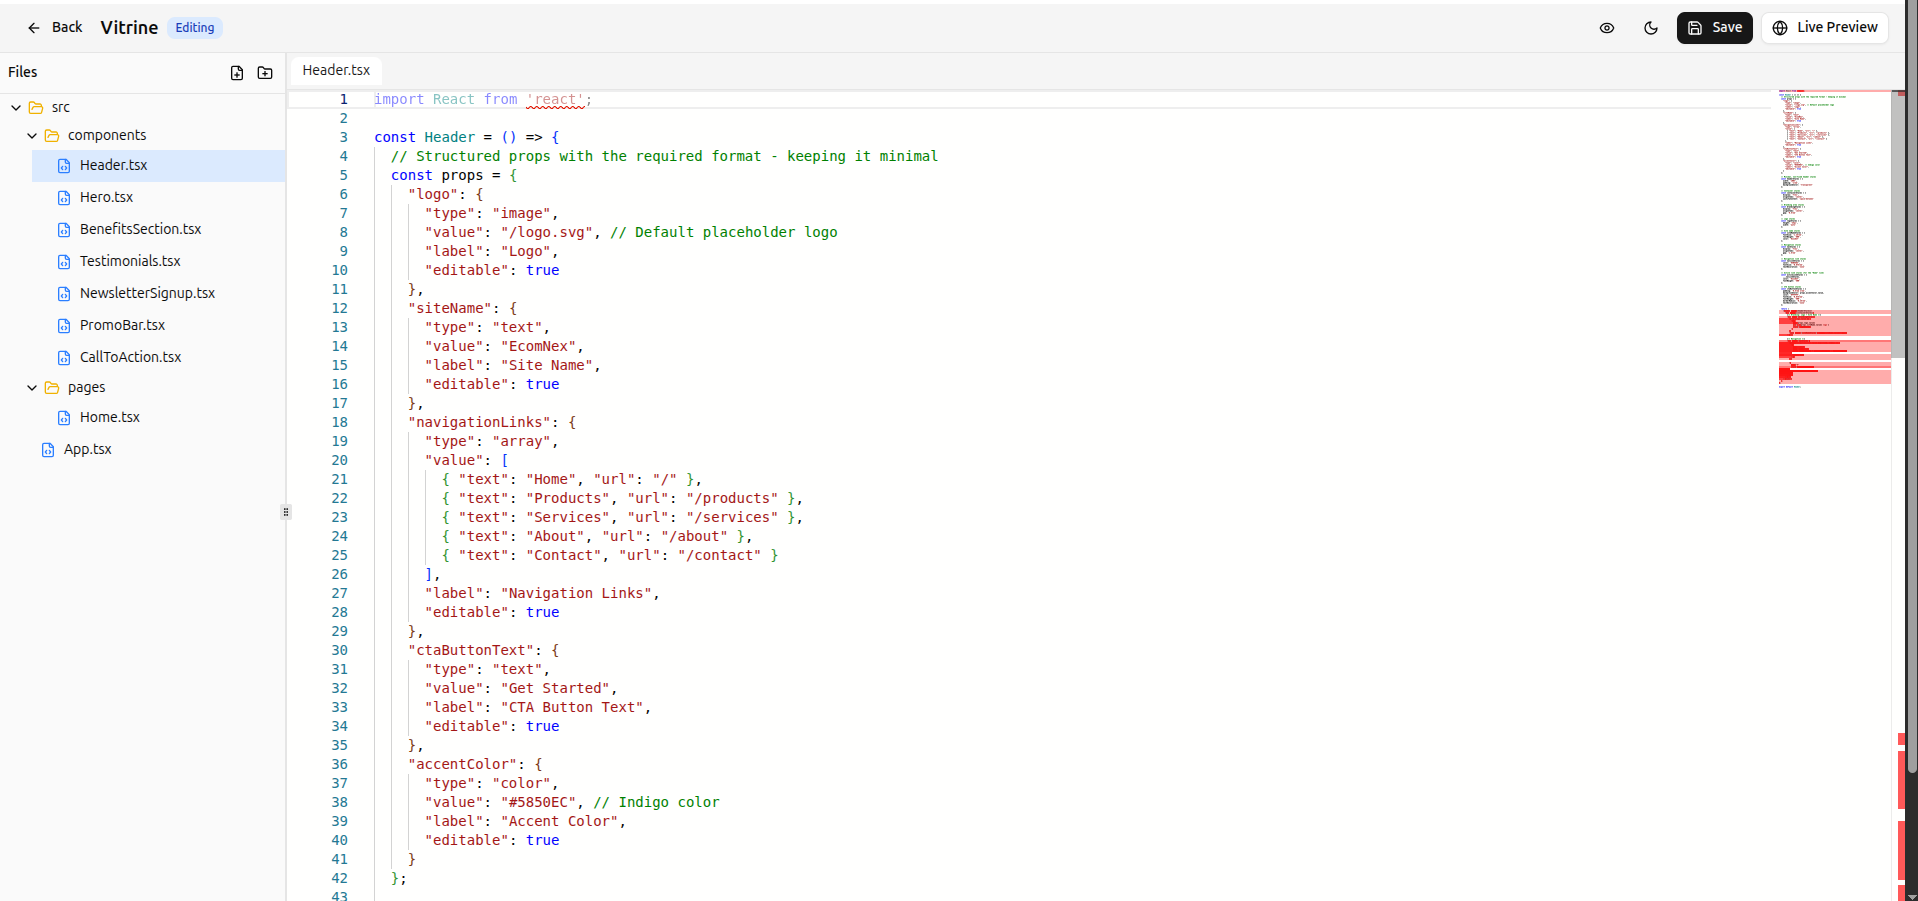 Back Vitrine Editing Save Live Preview
Files
src
components
Header.tsx
Hero.tsx
BenefitsSection.tsx
Testimonials.tsx
NewsletterSignup.tsx
PromoBar.tsx
CallToAction.tsx
pages
Home.tsx
App.tsx
Header.tsx
1 import React from 'react';
2
3 const Header = () => {
4   // Structured props with the required format - keeping it minimal
5   const props = {
6     "logo": {
7       "type": "image",
8       "value": "/logo.svg", // Default placeholder logo
9       "label": "Logo",
10       "editable": true
11     },
12     "siteName": {
13       "type": "text",
14       "value": "EcomNex",
15       "label": "Site Name",
16       "editable": true
17     },
18     "navigationLinks": {
19       "type": "array",
20       "value": [
21         { "text": "Home", "url": "/" },
22         { "text": "Products", "url": "/products" },
23         { "text": "Services", "url": "/services" },
24         { "text": "About", "url": "/about" },
25         { "text": "Contact", "url": "/contact" }
26       ],
27       "label": "Navigation Links",
28       "editable": true
29     },
30     "ctaButtonText": {
31       "type": "text",
32       "value": "Get Started",
33       "label": "CTA Button Text",
34       "editable": true
35     },
36     "accentColor": {
37       "type": "color",
38       "value": "#5850EC", // Indigo color
39       "label": "Accent Color",
40       "editable": true
41     }
42   };
43